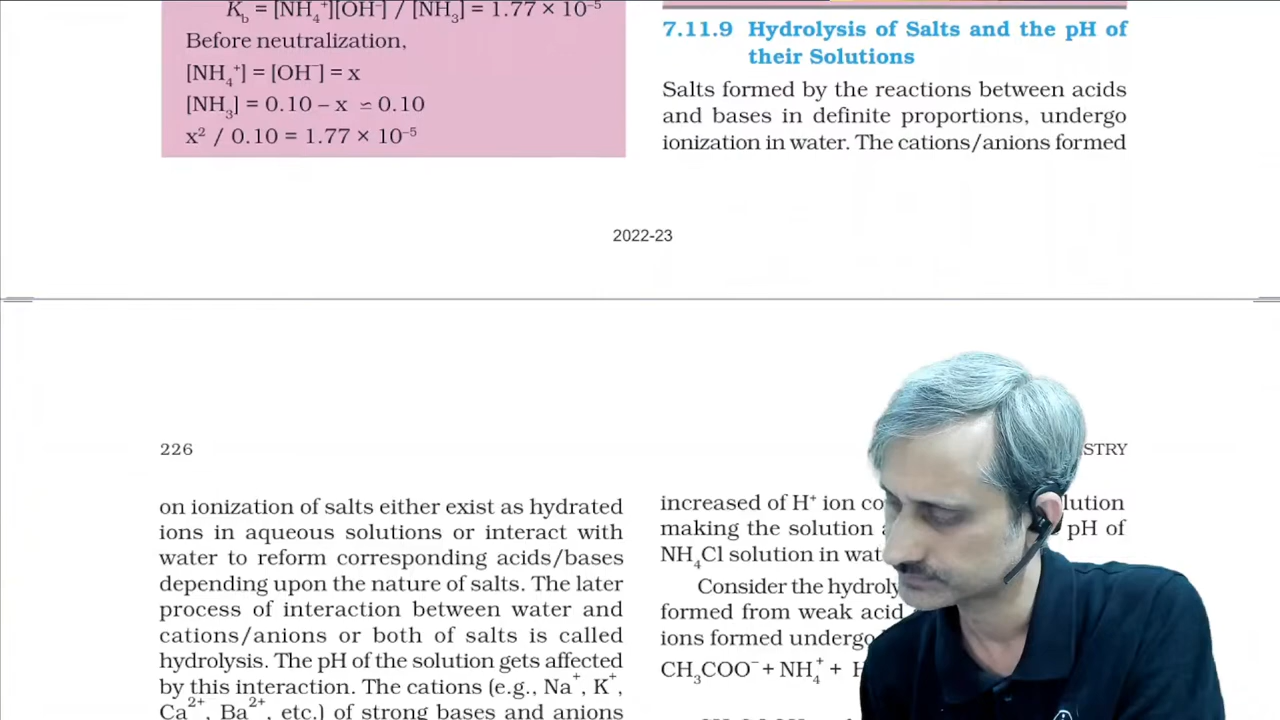 K_b = [NH₄⁺][OH⁻] / [NH₃] = 1.77 × 10⁻⁵
Before neutralization,
[NH₄⁺] = [OH⁻] = x
[NH₃] = 0.10 – x ≃ 0.10
x² / 0.10 = 1.77 × 10⁻⁵
7.11.9 Hydrolysis of Salts and the pH of
their Solutions
Salts formed by the reactions between acids
and bases in definite proportions, undergo
ionization in water. The cations/anions formed
2022-23
226
on ionization of salts either exist as hydrated
ions in aqueous solutions or interact with
water to reform corresponding acids/bases
depending upon the nature of salts. The later
process of interaction between water and
cations/anions or both of salts is called
hydrolysis. The pH of the solution gets affected
by this interaction. The cations (e.g., Na⁺, K⁺,
Ca²⁺, Ba²⁺, etc.) of strong bases and anions
increased of H⁺ ion
making the solution pH of
NH₄Cl solution in
Consider the
formed from weak acid
ions formed undergo
CH₃COO⁻ + NH₄⁺ +